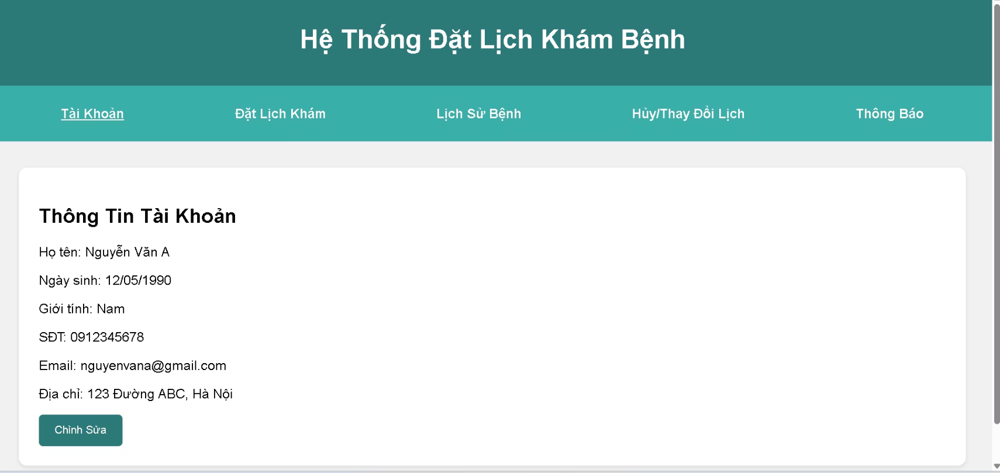 Hệ Thống Đặt Lịch Khám Bệnh
Tài Khoản Đặt Lịch Khám Lịch Sử Bệnh Hủy/Thay Đổi Lịch Thông Báo
Thông Tin Tài Khoản
Họ tên: Nguyễn Văn A
Ngày sinh: 12/05/1990
Giới tính: Nam
SĐT: 0912345678
Email: nguyenvana@gmail.com
Địa chỉ: 123 Đường ABC, Hà Nội
Chỉnh Sửa